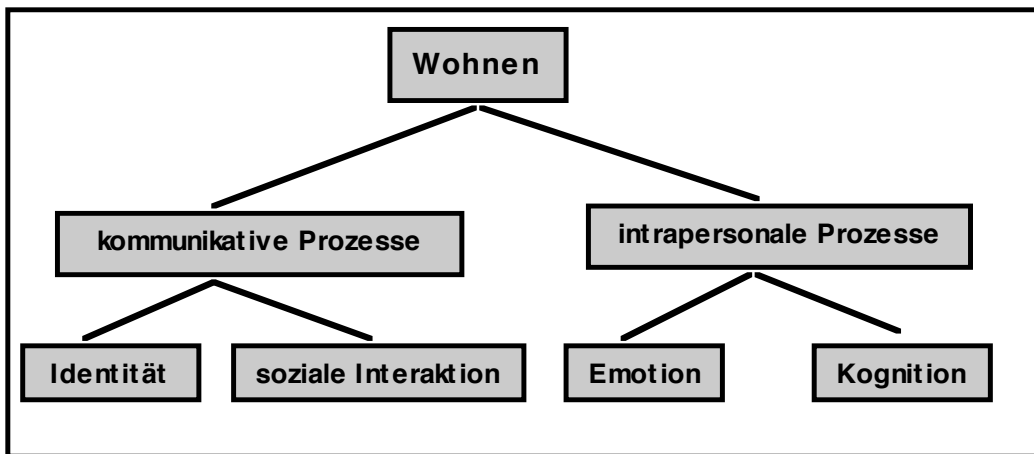 Wohnen
kommunikative Prozesse
intrapersonale Prozesse
Identität
soziale Interaktion
Emotion
Kognition